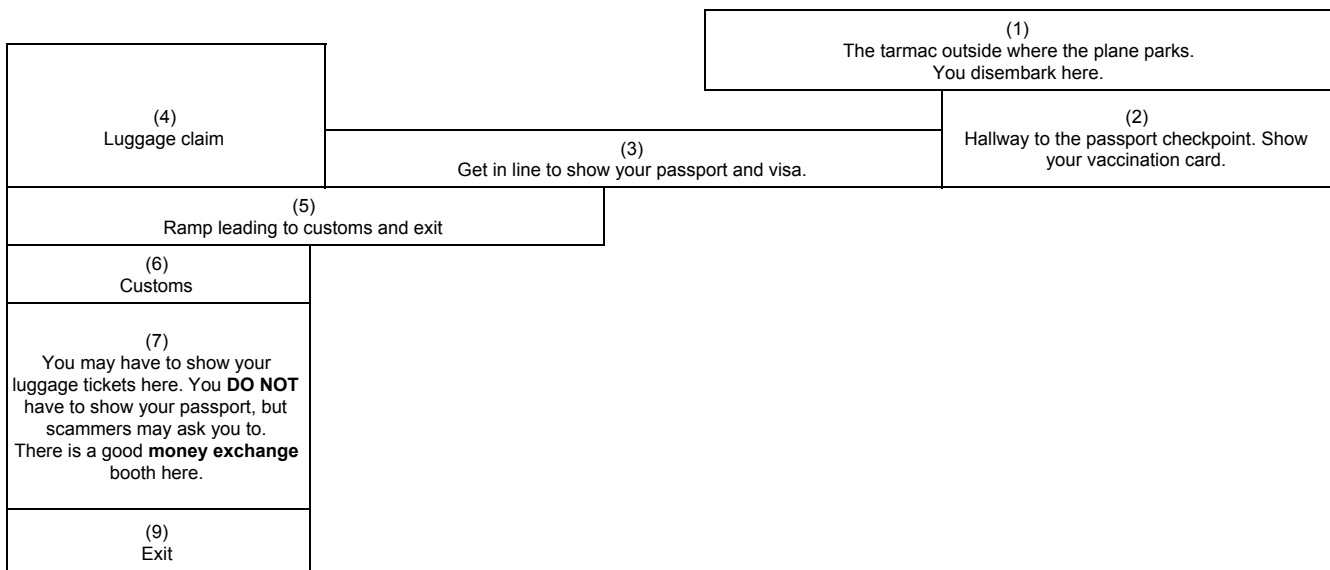 (1)
The tarmac outside where the plane parks.
You disembark here.
(2)
Hallway to the passport checkpoint. Show
your vaccination card.
(3)
Get in line to show your passport and visa.
(4)
Luggage claim
(5)
Ramp leading to customs and exit
(6)
Customs
(7)
You may have to show your
luggage tickets here. You DO NOT
have to show your passport, but
scammers may ask you to.
There is a good money exchange
booth here.
(9)
Exit